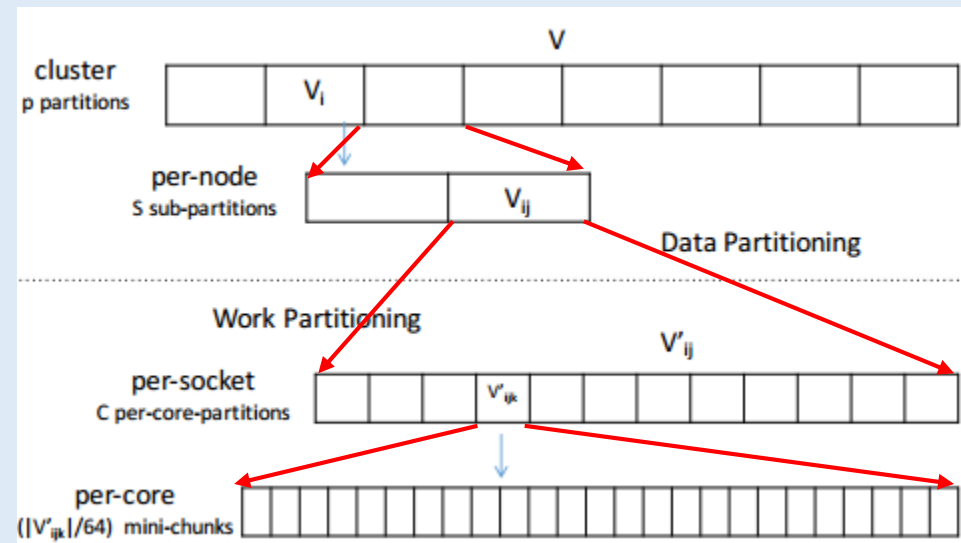 V
cluster
p partitions
Vi
per-node
S sub-partitions
Vij
Data Partitioning
Work Partitioning
V'ij
per-socket
C per-core-partitions
V'ijk
per-core
(|V'ijk|/64) mini-chunks